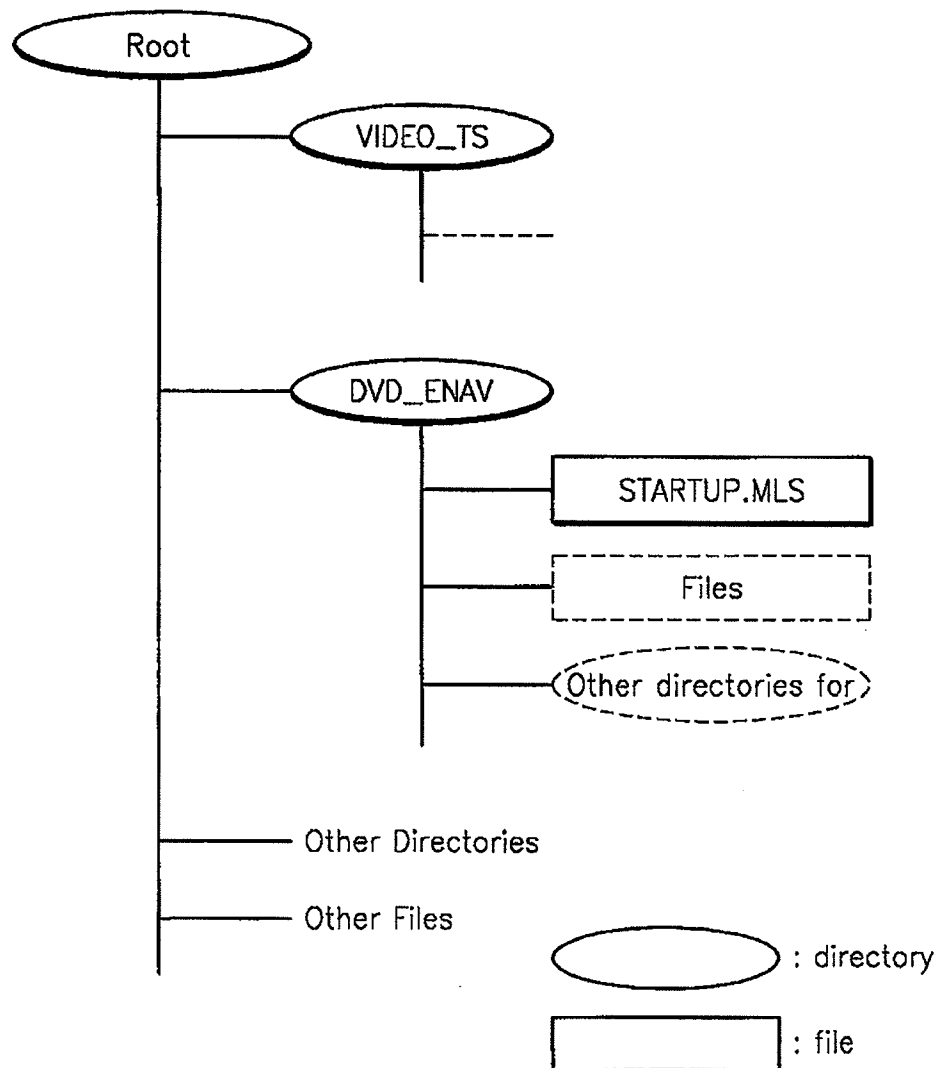 Root
VIDEO_TS
DVD_ENAV
STARTUP.MLS
Files
Other directories for
Other Directories
Other Files
: directory
: file